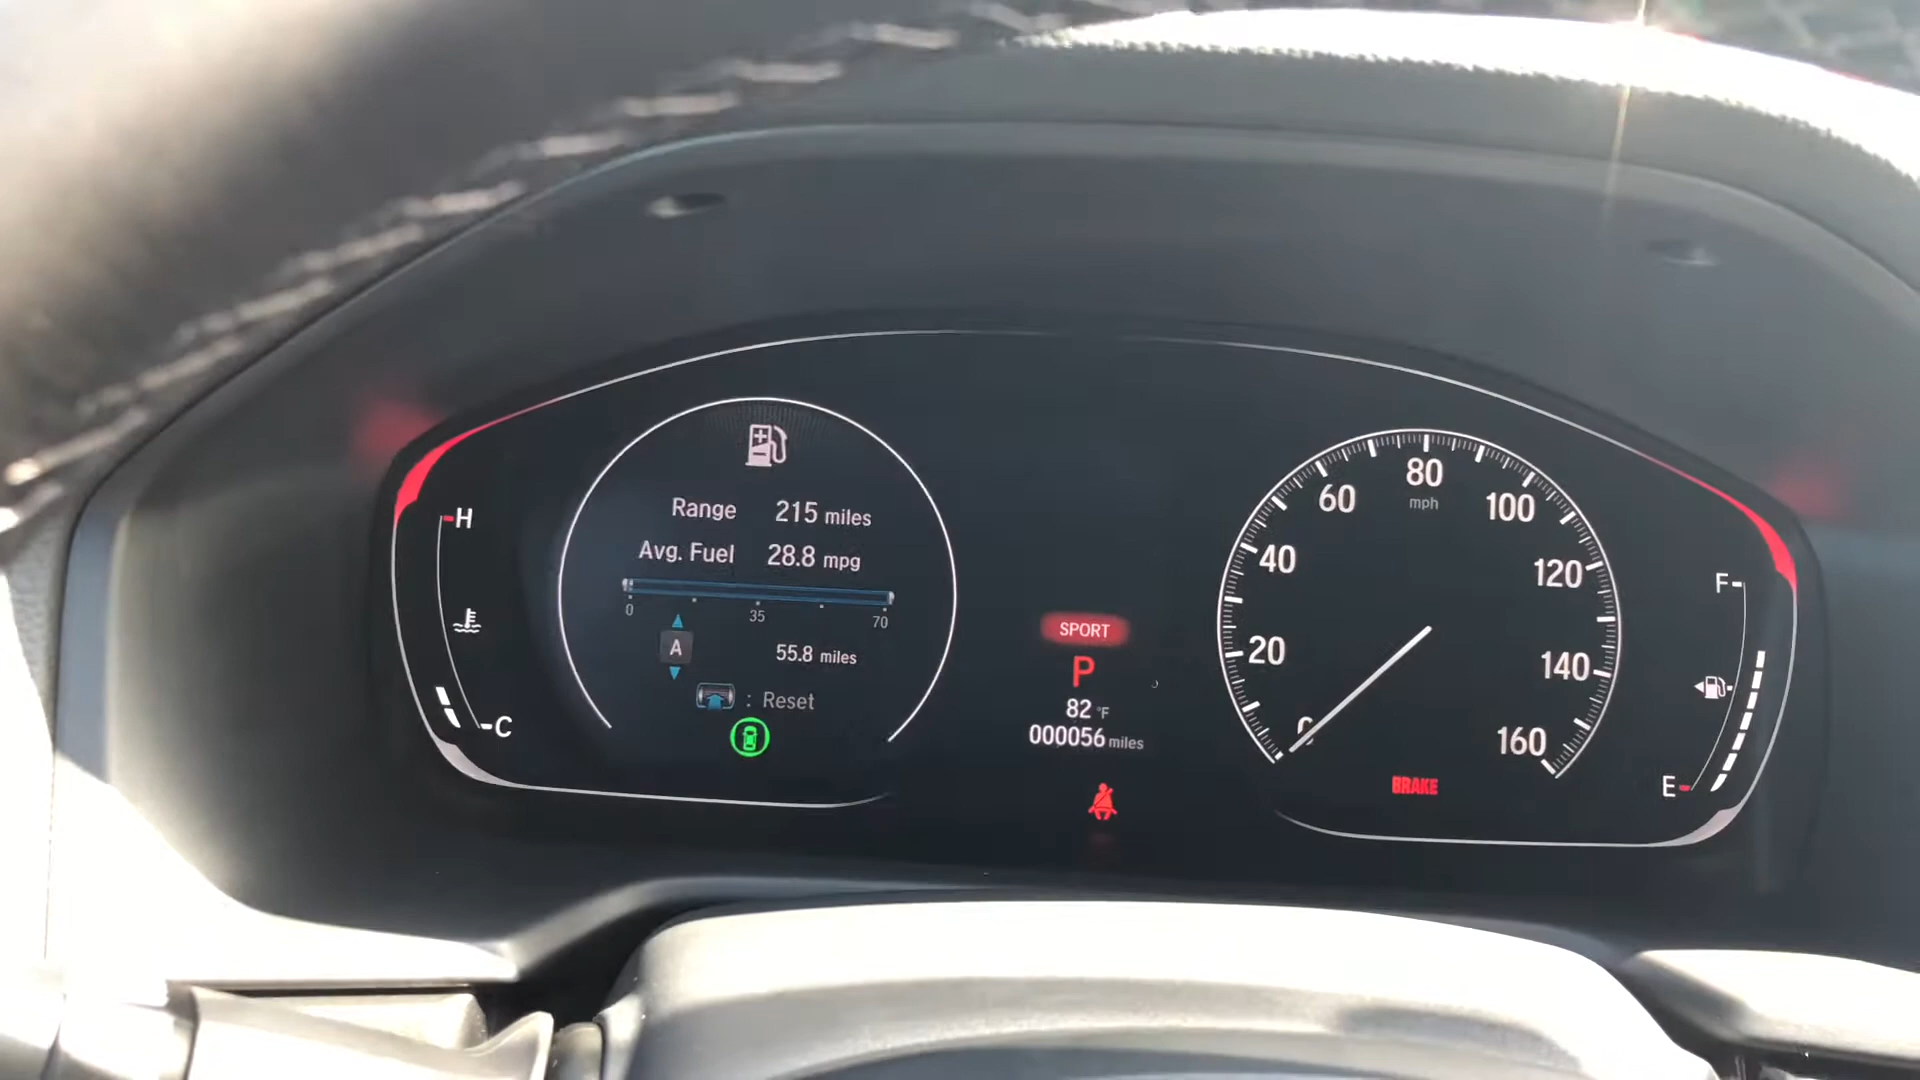 Range 215 miles
Avg. Fuel 28.8 mpg
0 35 70
A 55.8 miles
: Reset
H
C
SPORT
P
82 °F
000056 miles
20 40 60 80 100 120 140 160
mph
BRAKE
F
E